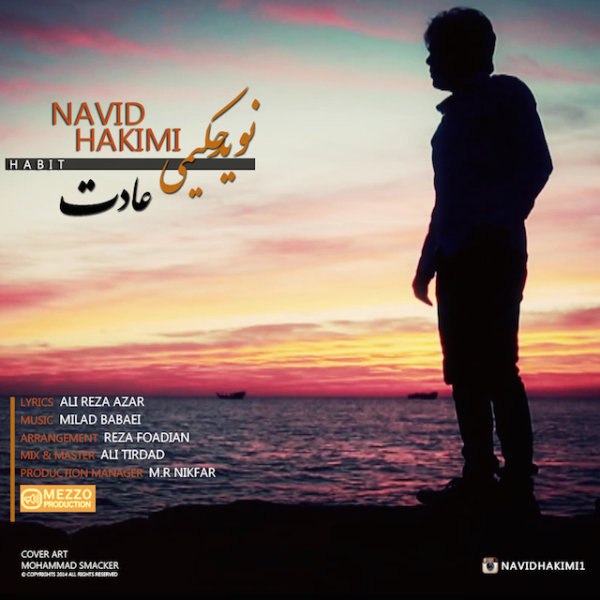 NAVID
HAKIMI
نوید حکیمی
HABIT
عادت
LYRICS ALI REZA AZAR
MUSIC MILAD BABAEI
ARRANGEMENT REZA FOADIAN
MIX & MASTER ALI TIRDAD
PRODUCTION MANAGER M.R NIKFAR
MEZZO
PRODUCTION
COVER ART
MOHAMMAD SMACKER
© COPYRIGHTS 2014 ALL RIGHTS RESERVED
NAVIDHAKIMI1